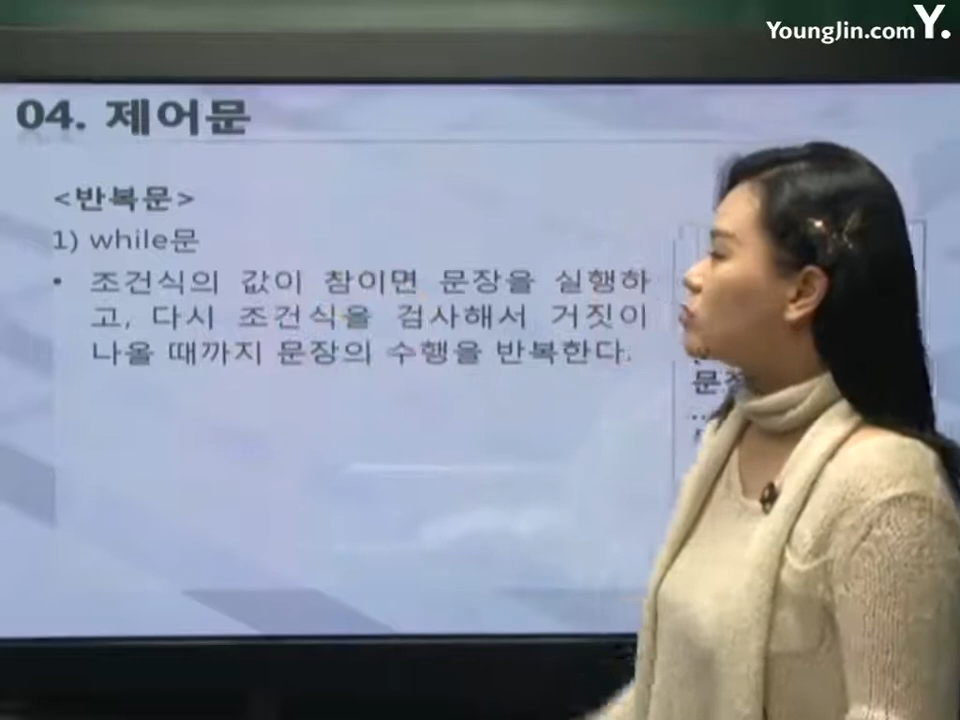 YoungJin.com Y.
04. 제어문
<반복문>
1) while문
• 조건식의 값이 참이면 문장을 실행하
고, 다시 조건식을 검사해서 거짓이
나올 때까지 문장의 수행을 반복한다.